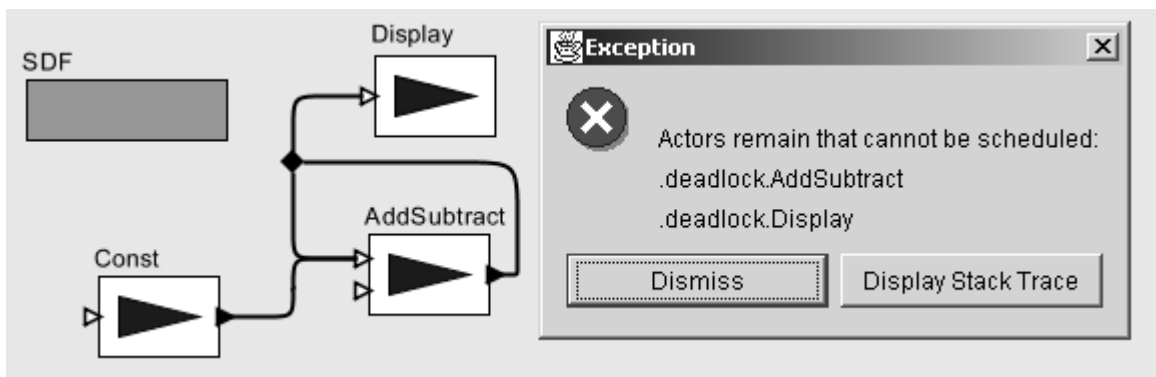 SDF
Display
AddSubtract
Const
Exception
Actors remain that cannot be scheduled:
.deadlock.AddSubtract
.deadlock.Display
Dismiss
Display Stack Trace